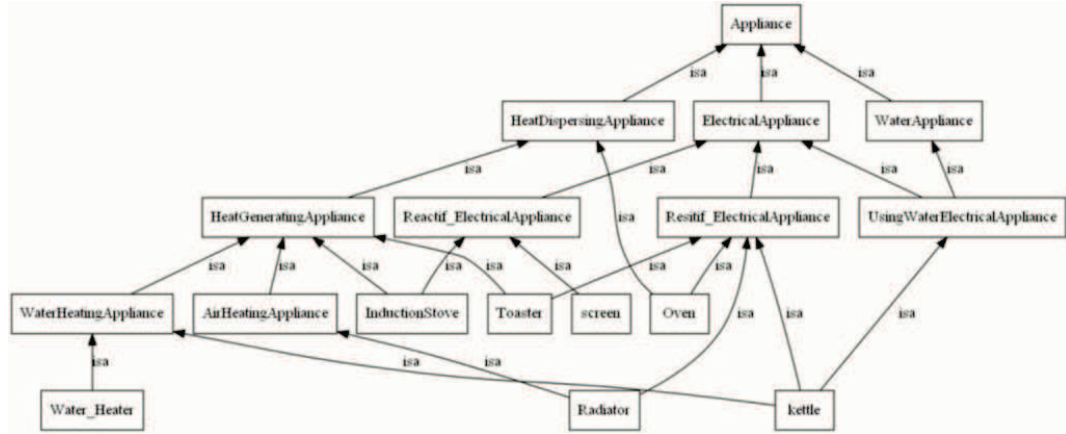 Appliance
isa
isa
isa
HeatDispersingAppliance
ElectricalAppliance
WaterAppliance
isa
isa
isa
isa
isa
isa
HeatGeneratingAppliance
Reactif_ElectricalAppliance
Resitif_ElectricalAppliance
UsingWaterElectricalAppliance
isa
isa
isa
isa
isa
isa
isa
isa
isa
isa
WaterHeatingAppliance
AirHeatingAppliance
InductionStove
Toaster
screen
Oven
isa
isa
isa
isa
isa
Water_Heater
Radiator
kettle